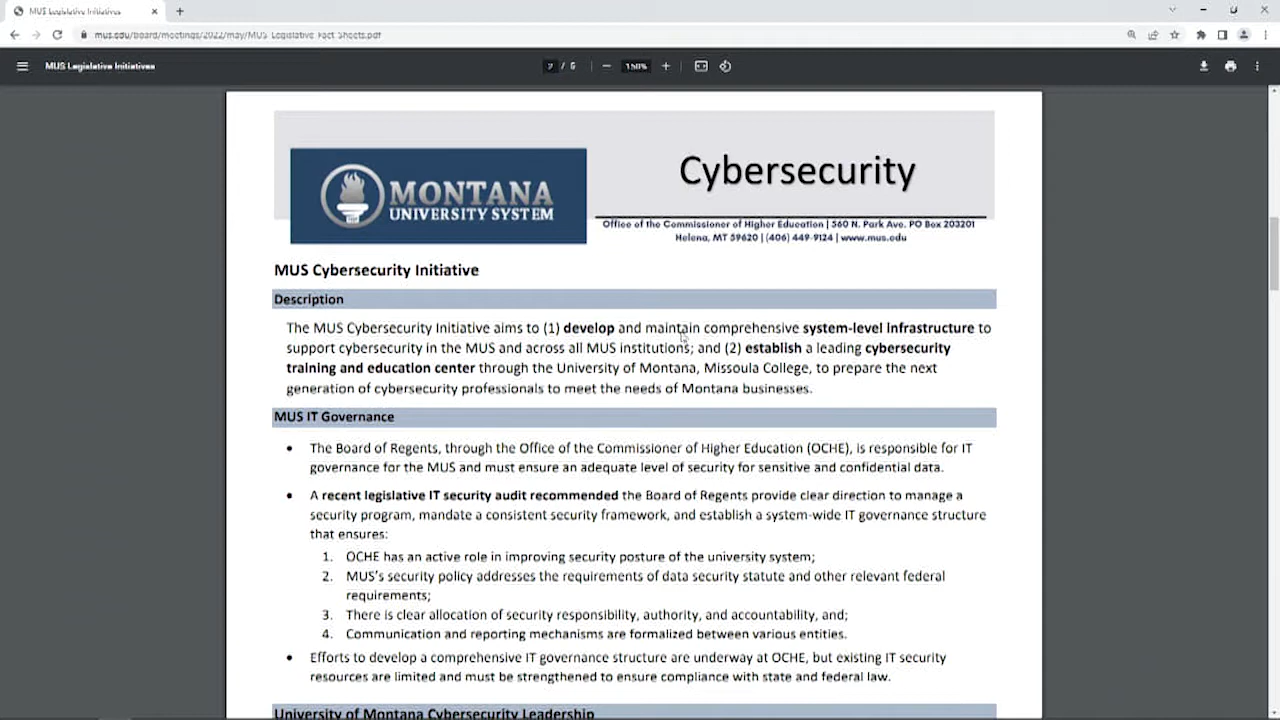 MUS Legislative Initiatives
mus.edu/board/meetings/2022/may/MUS_Legislative_Fact_Sheets.pdf
MUS Legislative Initiatives
2 / 6
150%
MONTANA
UNIVERSITY SYSTEM
Cybersecurity
Office of the Commissioner of Higher Education | 560 N. Park Ave. PO Box 203201
Helena, MT 59620 | (406) 449-9124 | www.mus.edu
MUS Cybersecurity Initiative
Description
The MUS Cybersecurity Initiative aims to (1) develop and maintain comprehensive system-level infrastructure to
support cybersecurity in the MUS and across all MUS institutions; and (2) establish a leading cybersecurity
training and education center through the University of Montana, Missoula College, to prepare the next
generation of cybersecurity professionals to meet the needs of Montana businesses.
MUS IT Governance
• The Board of Regents, through the Office of the Commissioner of Higher Education (OCHE), is responsible for IT
governance for the MUS and must ensure an adequate level of security for sensitive and confidential data.
• A recent legislative IT security audit recommended the Board of Regents provide clear direction to manage a
security program, mandate a consistent security framework, and establish a system-wide IT governance structure
that ensures:
1. OCHE has an active role in improving security posture of the university system;
2. MUS's security policy addresses the requirements of data security statute and other relevant federal
requirements;
3. There is clear allocation of security responsibility, authority, and accountability, and;
4. Communication and reporting mechanisms are formalized between various entities.
• Efforts to develop a comprehensive IT governance structure are underway at OCHE, but existing IT security
resources are limited and must be strengthened to ensure compliance with state and federal law.
University of Montana Cybersecurity Leadership